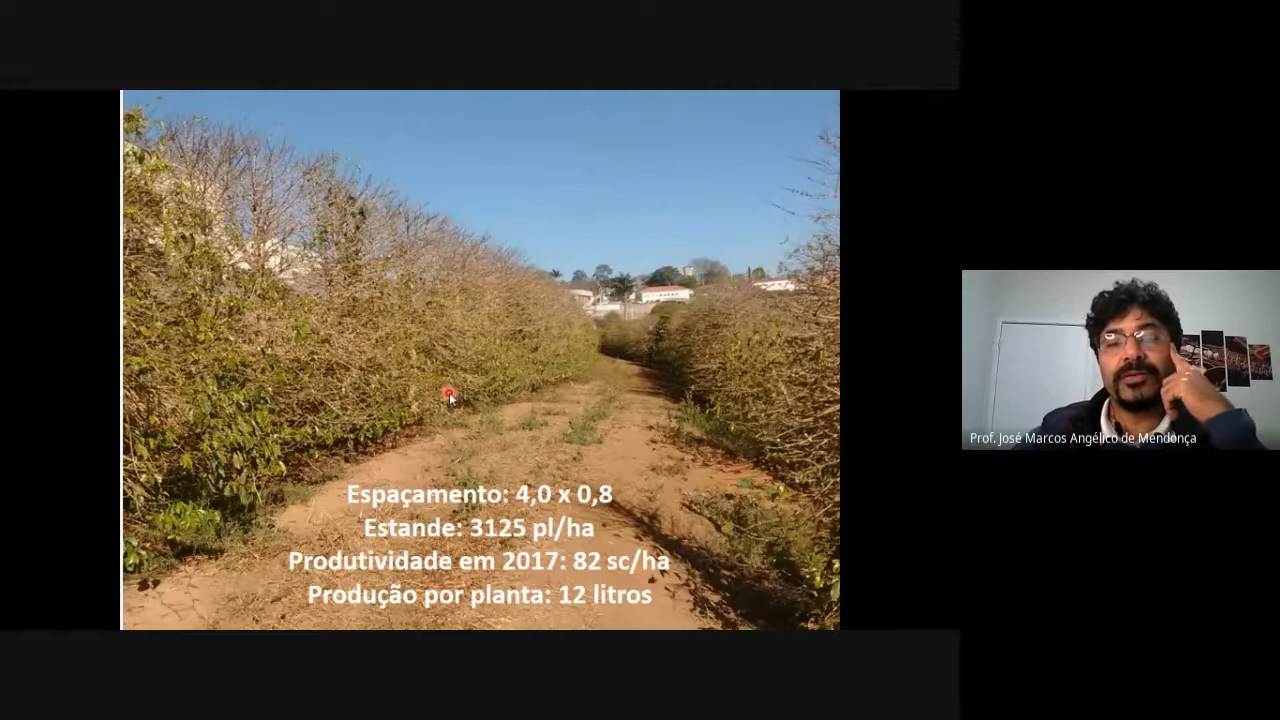 Espaçamento: 4,0 x 0,8
Estande: 3125 pl/ha
Produtividade em 2017: 82 sc/ha
Produção por planta: 12 litros
Prof. José Marcos Angélico de Mendonça